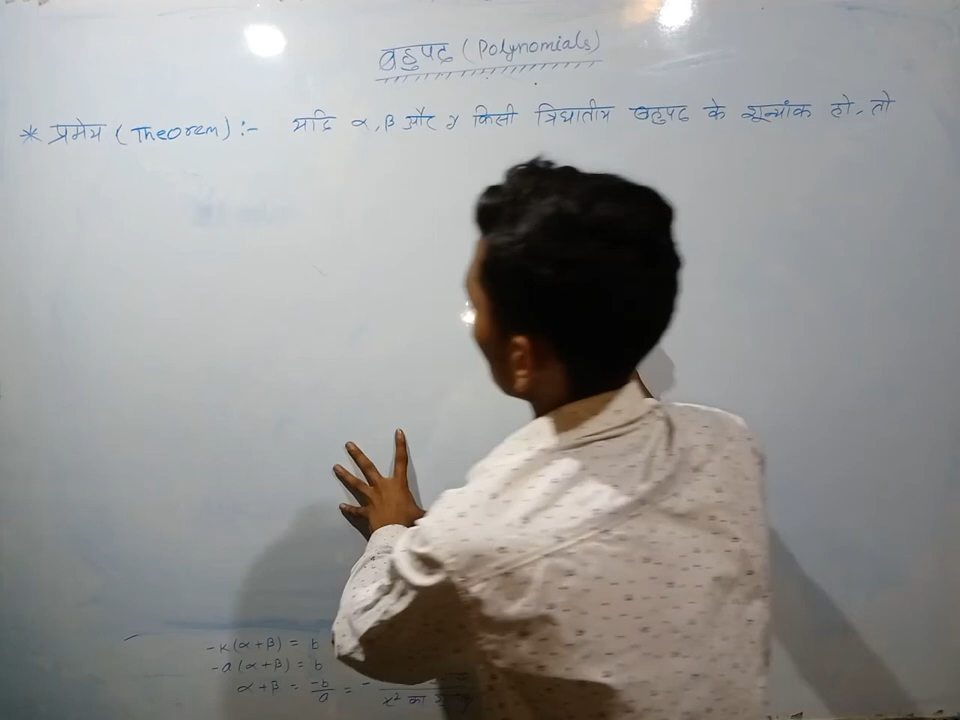 बहुपद (Polynomials)
* प्रमेय (Theorem) :- यदि α, β और γ किसी त्रिघातीय बहुपद के शून्यांक हो, तो
-k(α+β) = b
-a(α+β) = b
α+β = -b/a = -
x² का